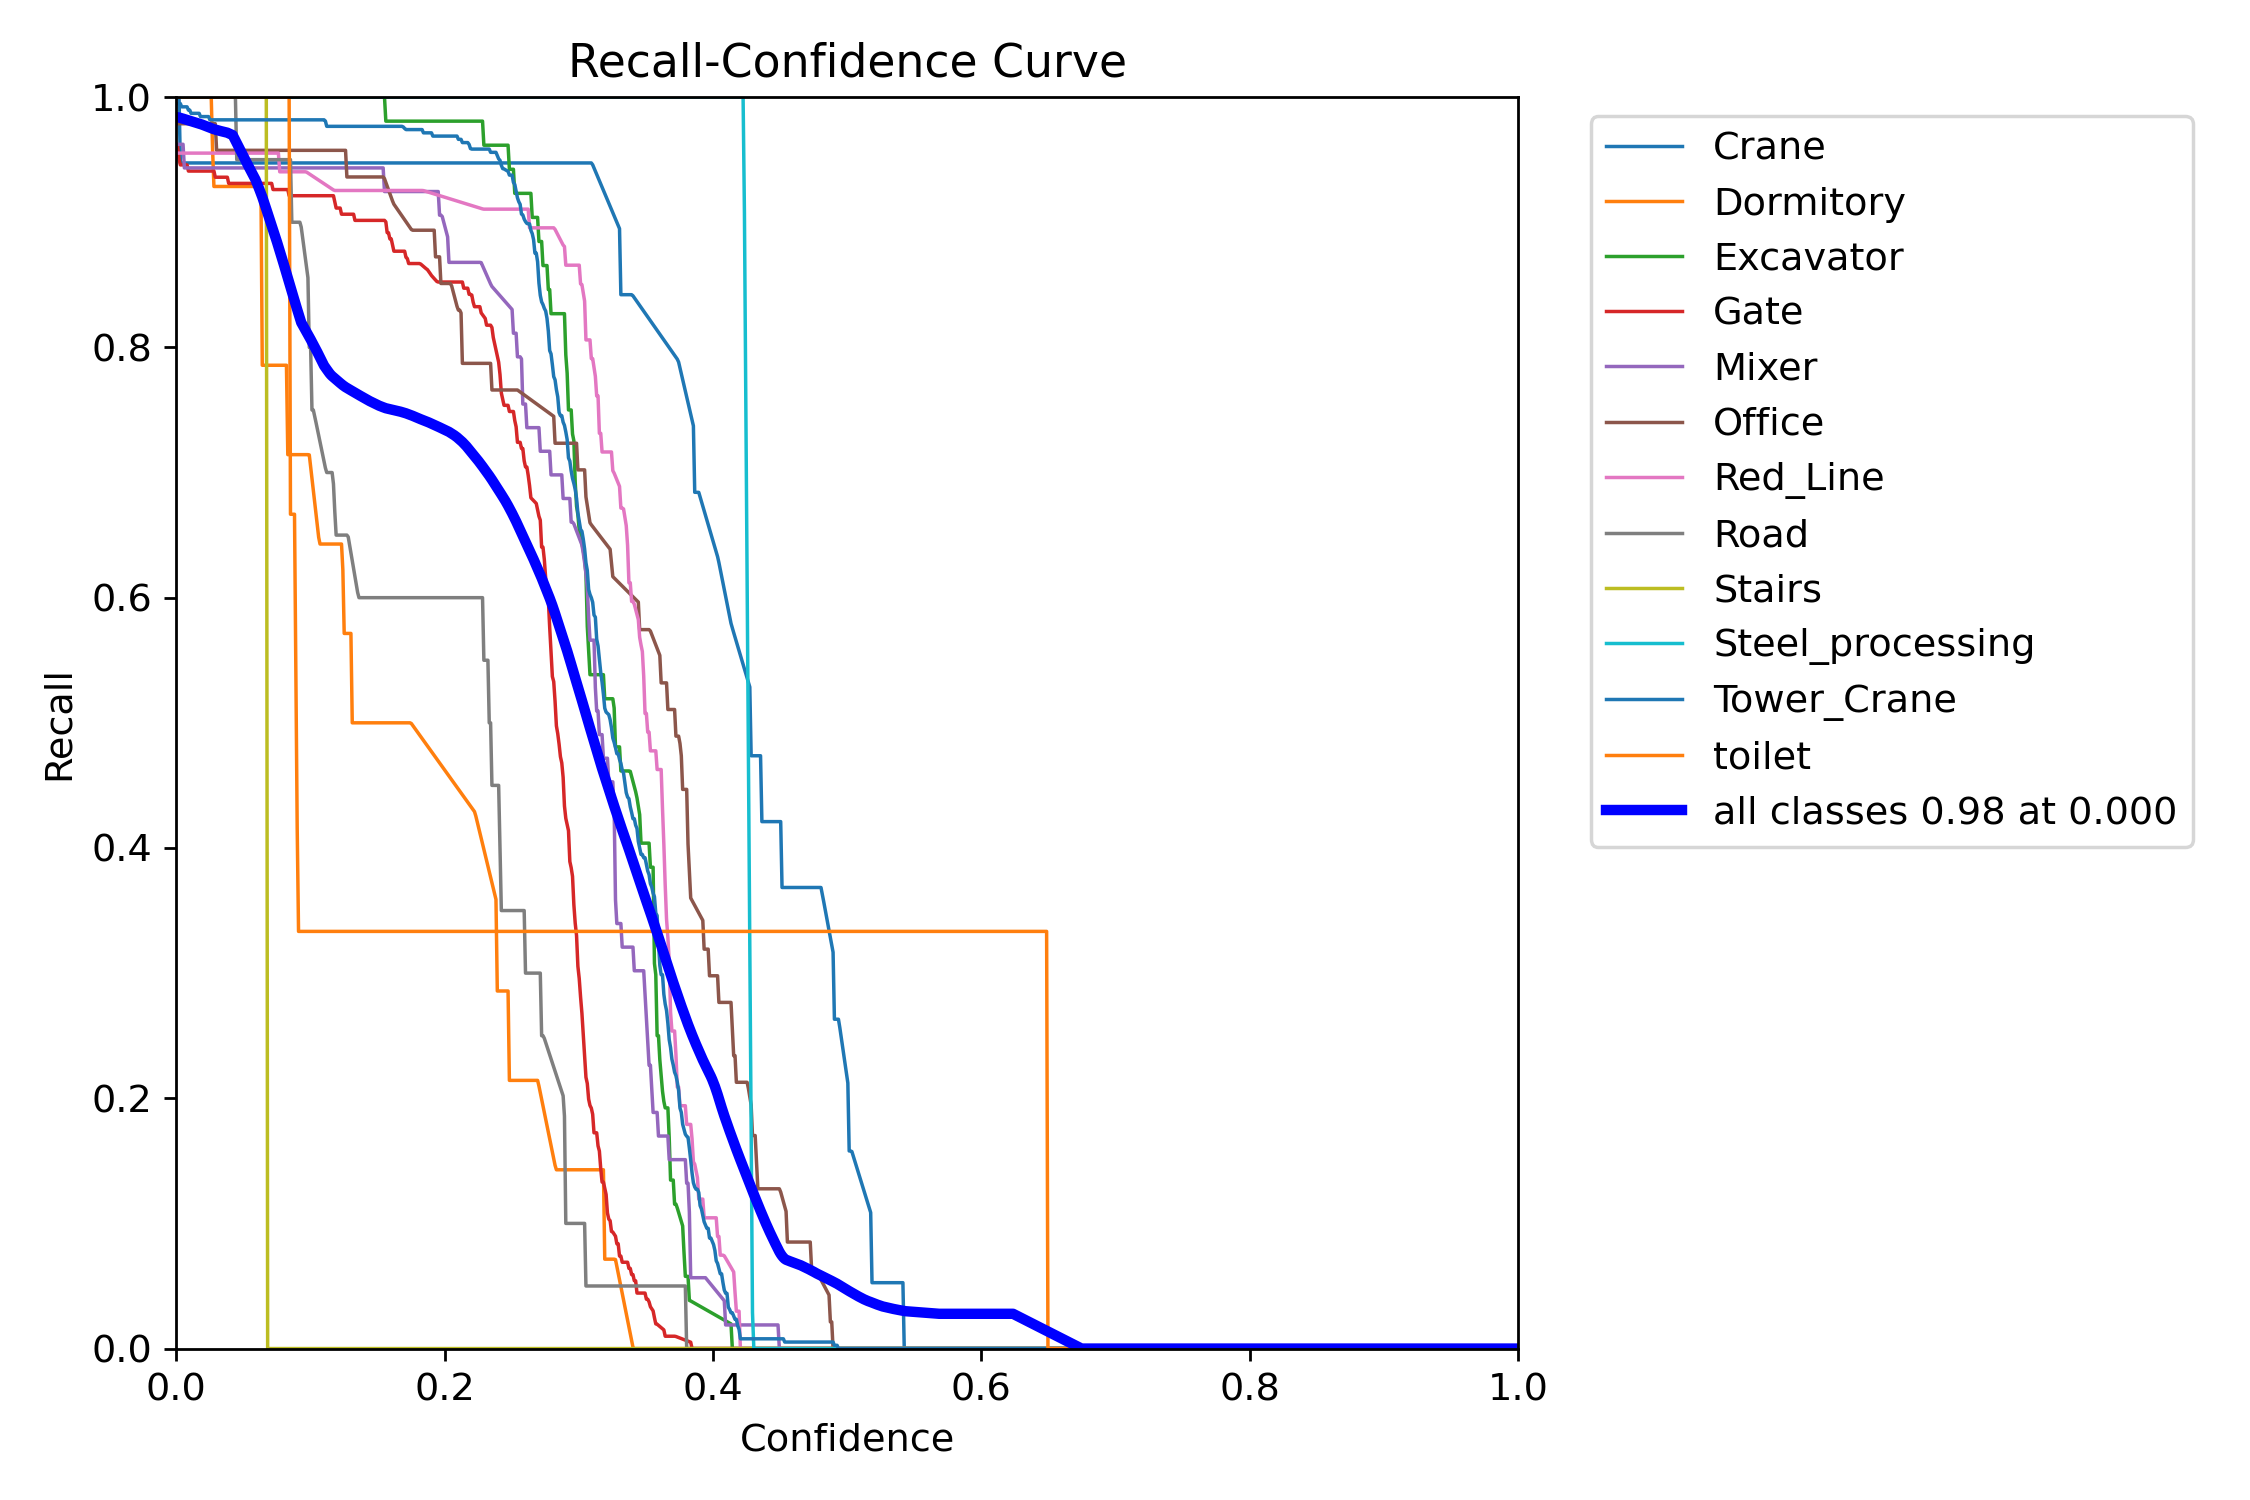 Recall-Confidence Curve
1.0
0.8
0.6
0.4
0.2
0.0
Recall
0.0 0.2 0.4 0.6 0.8 1.0
Confidence
Crane
Dormitory
Excavator
Gate
Mixer
Office
Red_Line
Road
Stairs
Steel_processing
Tower_Crane
toilet
all classes 0.98 at 0.000